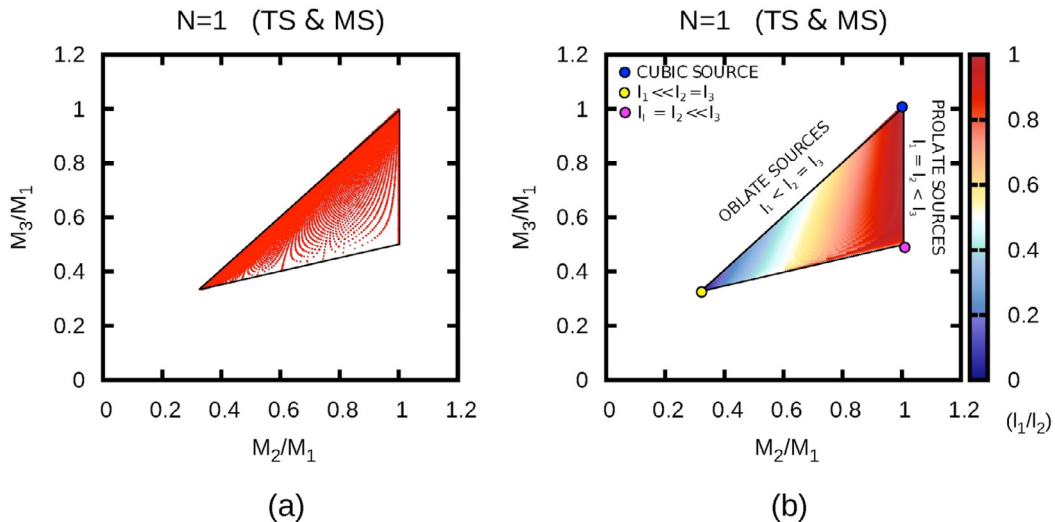 N=1 (TS & MS)
1.2
1
0.8
0.6
0.4
0.2
0
M3/M1
0
0.2
0.4
0.6
0.8
1
1.2
M2/M1
(a)
N=1 (TS & MS)
1.2
1
0.8
0.6
0.4
0.2
0
M3/M1
CUBIC SOURCE
I1 <<I2=I3
I1 = I2 <<I3
OBLATE SOURCES
I1 < I2 = I3
PROLATE SOURCES
I1 = I2 < I3
0
0.2
0.4
0.6
0.8
1
1.2
M2/M1
1
0.8
0.6
0.4
0.2
0
(I1/I2)
(b)